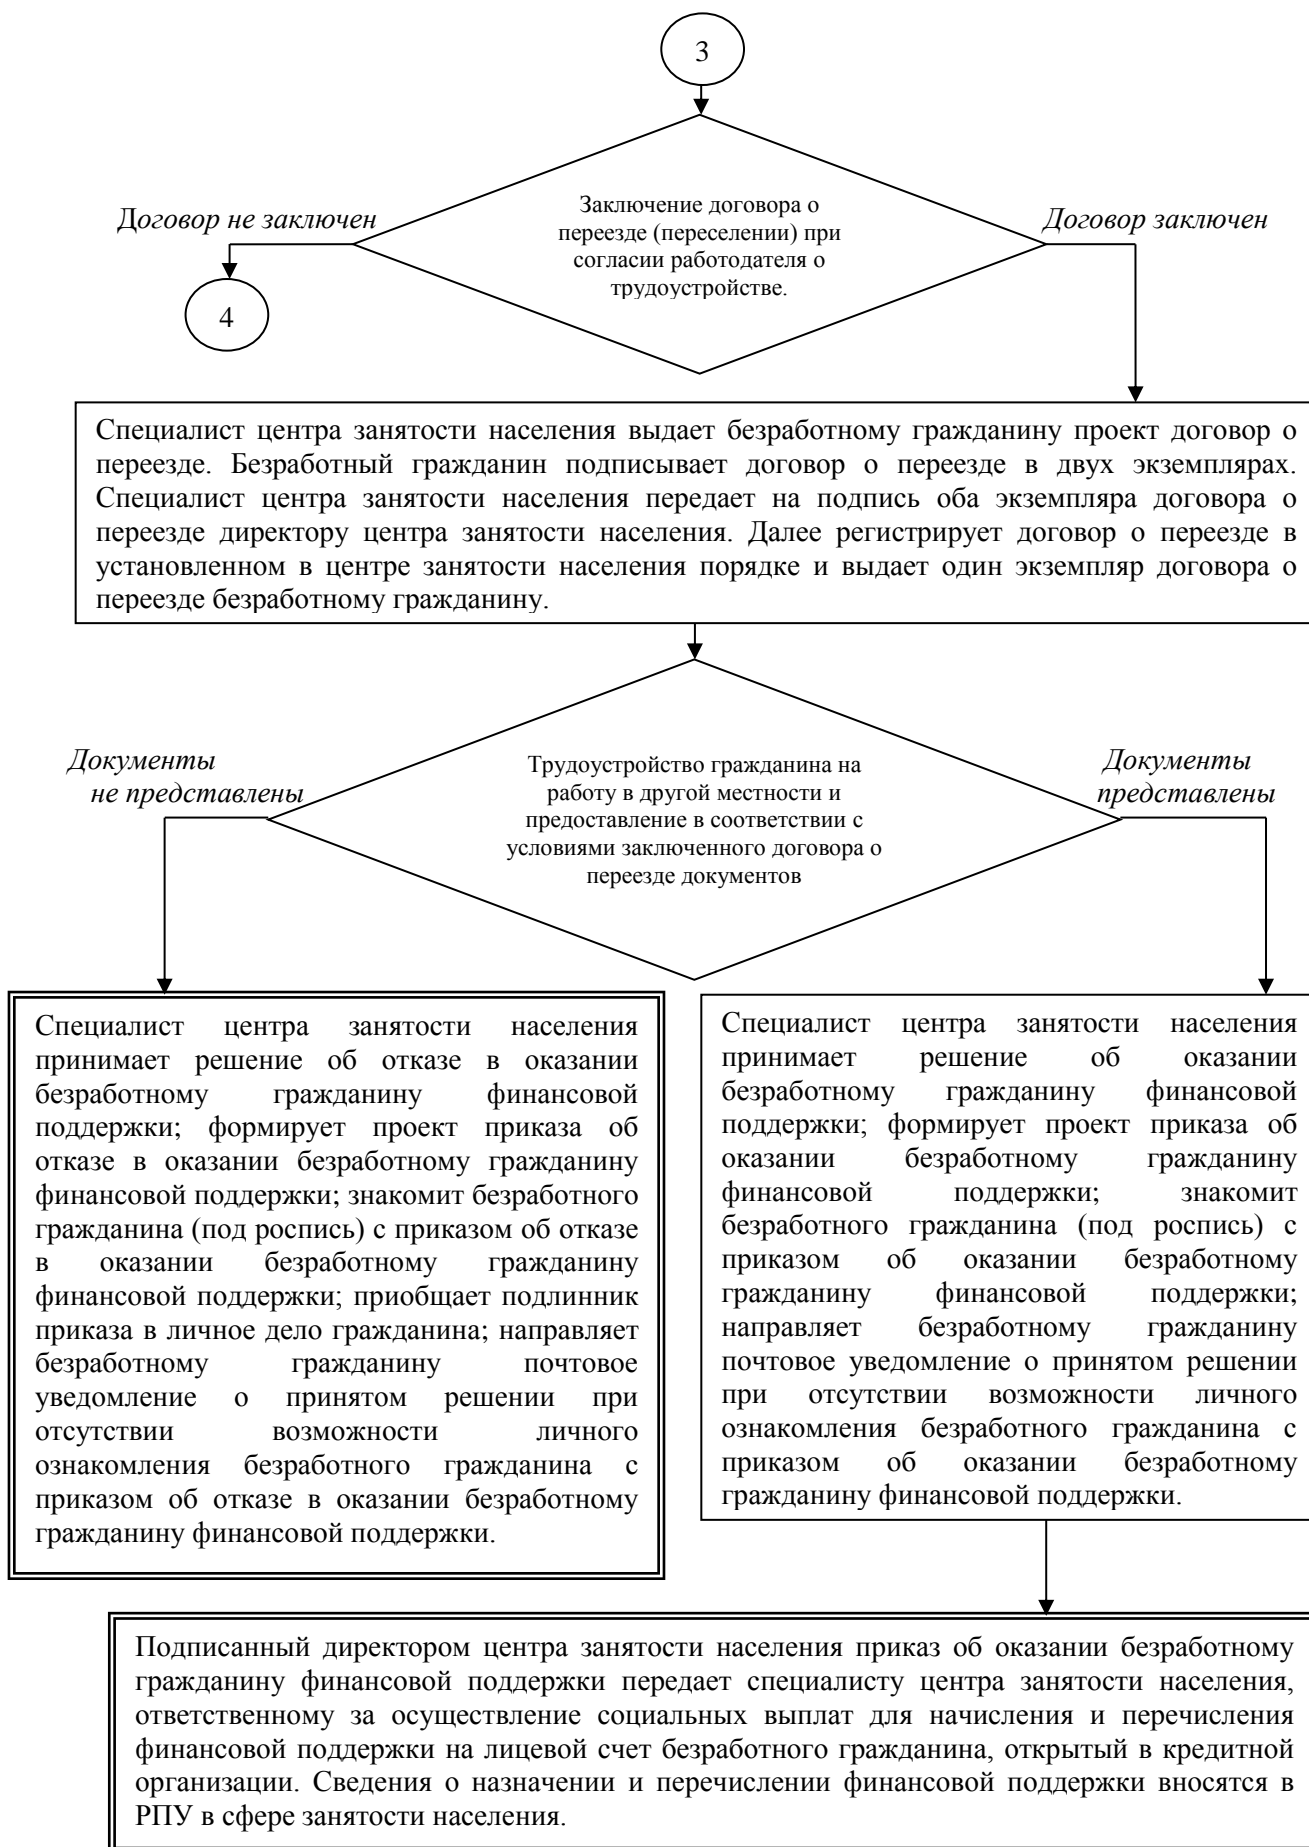 3
Договор не заключен
Заключение договора о
переезде (переселении) при
согласии работодателя о
трудоустройстве.
Договор заключен
4
Специалист центра занятости населения выдает безработному гражданину проект договор о
переезде. Безработный гражданин подписывает договор о переезде в двух экземплярах.
Специалист центра занятости населения передает на подпись оба экземпляра договора о
переезде директору центра занятости населения. Далее регистрирует договор о переезде в
установленном в центре занятости населения порядке и выдает один экземпляр договора о
переезде безработному гражданину.
Документы
не представлены
Трудоустройство гражданина на
работу в другой местности и
предоставление в соответствии с
условиями заключенного договора о
переезде документов
Документы
представлены
Специалист центра занятости населения
принимает решение об отказе в оказании
безработному гражданину финансовой
поддержки; формирует проект приказа об
отказе в оказании безработному гражданину
финансовой поддержки; знакомит безработного
гражданина (под роспись) с приказом об отказе
в оказании безработному гражданину
финансовой поддержки; приобщает подлинник
приказа в личное дело гражданина; направляет
безработному гражданину почтовое
уведомление о принятом решении при
отсутствии возможности личного
ознакомления безработного гражданина с
приказом об отказе в оказании безработному
гражданину финансовой поддержки.
Специалист центра занятости населения
принимает решение об оказании
безработному гражданину финансовой
поддержки; формирует проект приказа об
оказании безработному гражданину
финансовой поддержки; знакомит
безработного гражданина (под роспись) с
приказом об оказании безработному
гражданину финансовой поддержки;
направляет безработному гражданину
почтовое уведомление о принятом решении
при отсутствии возможности личного
ознакомления безработного гражданина с
приказом об оказании безработному
гражданину финансовой поддержки.
Подписанный директором центра занятости населения приказ об оказании безработному
гражданину финансовой поддержки передает специалисту центра занятости населения,
ответственному за осуществление социальных выплат для начисления и перечисления
финансовой поддержки на лицевой счет безработного гражданина, открытый в кредитной
организации. Сведения о назначении и перечислении финансовой поддержки вносятся в
РПУ в сфере занятости населения.